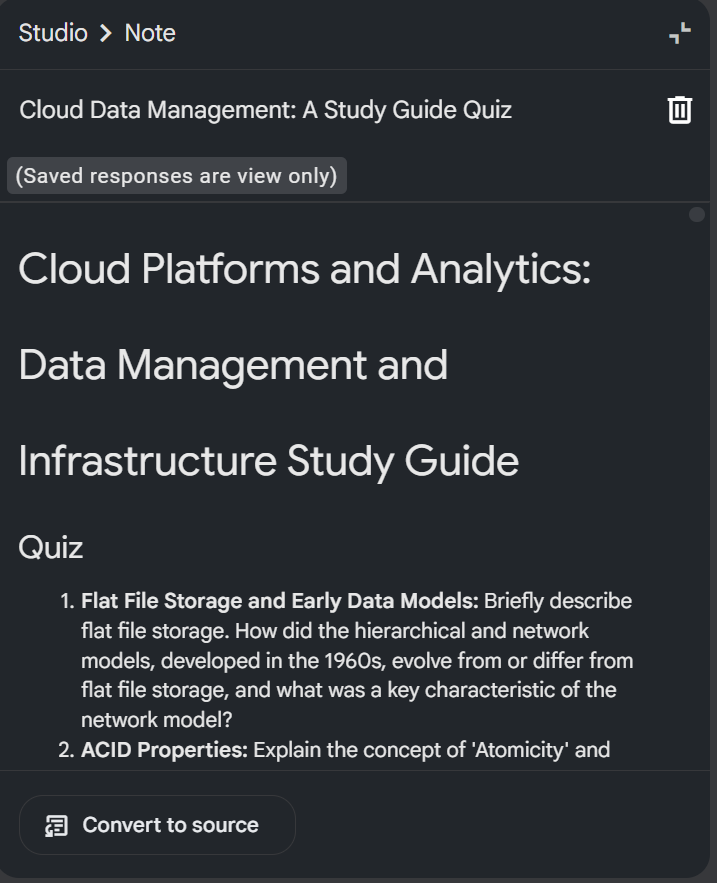 Studio > Note
Cloud Data Management: A Study Guide Quiz
(Saved responses are view only)
Cloud Platforms and Analytics:
Data Management and
Infrastructure Study Guide
Quiz
1. Flat File Storage and Early Data Models: Briefly describe
flat file storage. How did the hierarchical and network
models, developed in the 1960s, evolve from or differ from
flat file storage, and what was a key characteristic of the
network model?
2. ACID Properties: Explain the concept of 'Atomicity' and
Convert to source